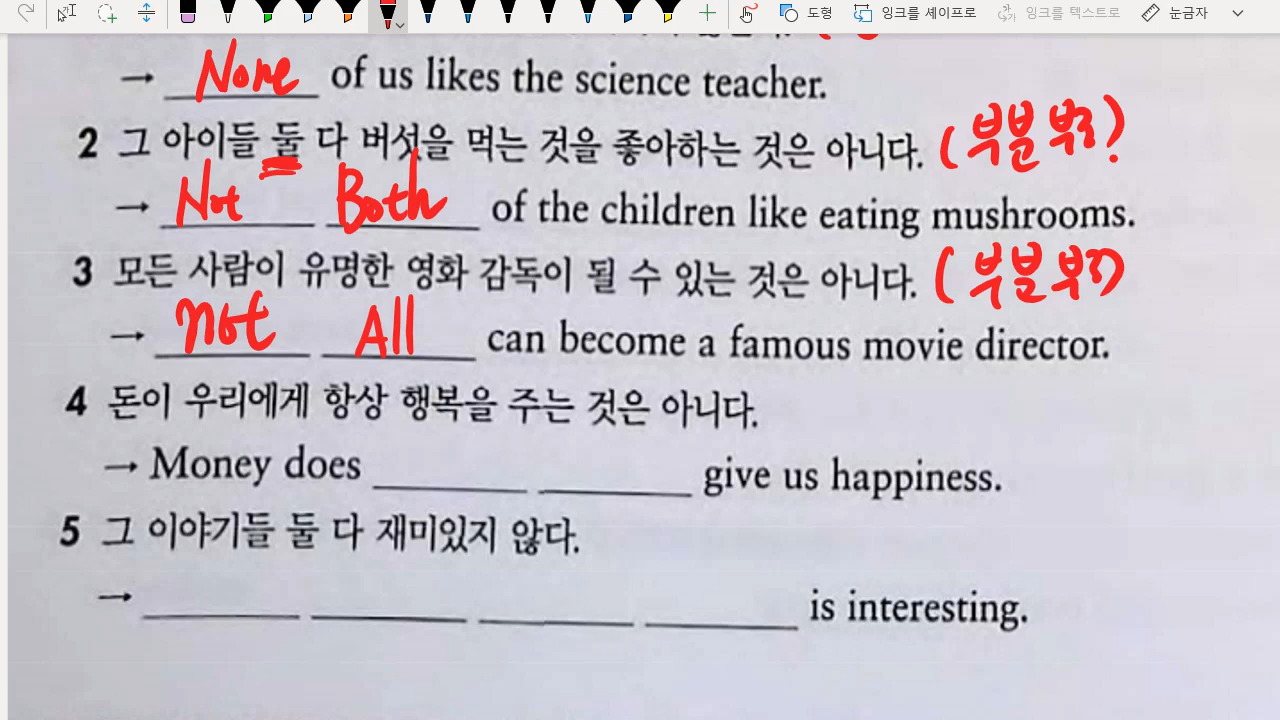 도형 잉크를 셰이프로 잉크를 텍스트로 눈금자
→ None of us likes the science teacher.
2 그 아이들 둘 다 버섯을 먹는 것을 좋아하는 것은 아니다. (부분 부정)
→ Not Both of the children like eating mushrooms.
3 모든 사람이 유명한 영화 감독이 될 수 있는 것은 아니다. (부분 부정)
→ not All can become a famous movie director.
4 돈이 우리에게 항상 행복을 주는 것은 아니다.
→ Money does ____ ____ give us happiness.
5 그 이야기들 둘 다 재미있지 않다.
→ ____ ____ ____ ____ is interesting.